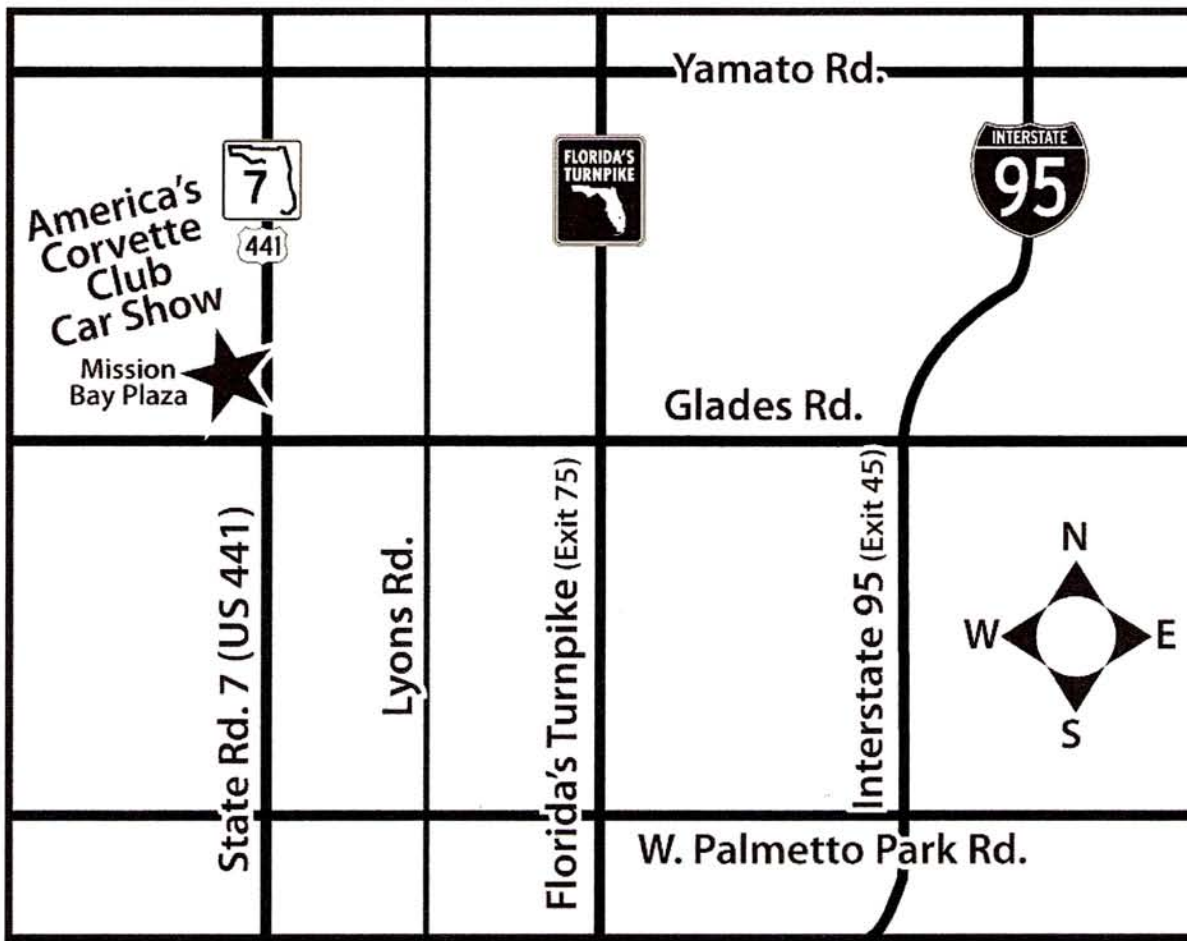 Yamato Rd.
INTERSTATE
95
FLORIDA'S
TURNPIKE
7
441
America's
Corvette
Club
Car Show
Mission
Bay Plaza
Glades Rd.
State Rd. 7 (US 441)
Lyons Rd.
Florida's Turnpike (Exit 75)
Interstate 95 (Exit 45)
N
W
E
S
W. Palmetto Park Rd.